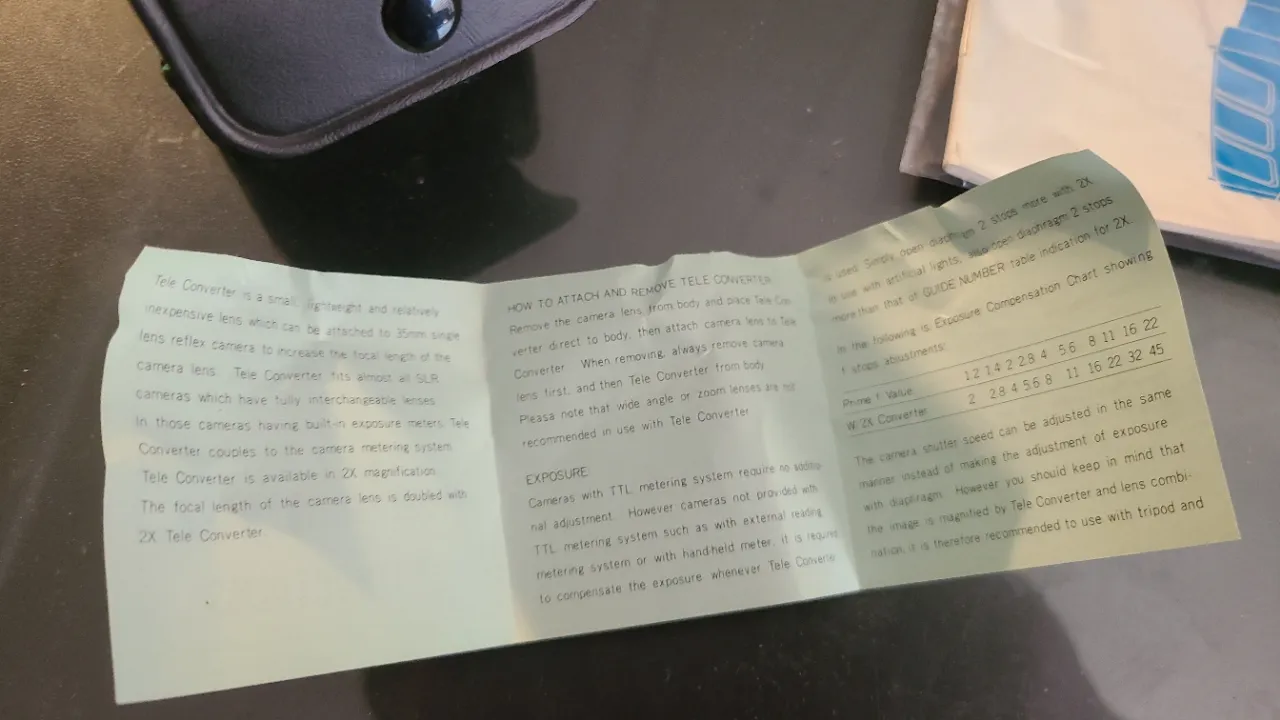 Tele Converter is a small, lightweight and relatively
inexpensive lens which can be attached to 35mm single
lens reflex camera to increase the focal length of the
camera lens. Tele Converter fits almost all SLR
cameras which have fully interchangeable lenses
In those cameras having built-in exposure meters, Tele
Converter couples to the camera metering system.
Tele Converter is available in 2X magnification.
The focal length of the camera lens is doubled with
2X Tele Converter
HOW TO ATTACH AND REMOVE TELE CONVERTER
Remove the camera lens, from body and place Tele Con
verter direct to body, then attach camera lens to Tele
Converter. When removing, always remove camera
lens first, and then Tele Converter from body
Pleasa note that wide angle or zoom lenses are not
recommended in use with Tele Converter
EXPOSURE
Cameras with TTL metering system require no additio
nal adjustment. However cameras not provided with
TTL metering system such as with external reading
metering system or with hand-held meter, it is required
to compensate the exposure whenever Tele Converte
is used. Simply open diaphragm 2 stops more with 2X
In use with artificial lights, also open diaphragm 2 stops
more than that of GUIDE NUMBER table indication for 2X.
In the following is Exposure Compensation Chart showing
f stops abjustments:
Prime f Value 1.2 1.4 2 2.8 4 5.6 8 11 16 22
W/2X Converter 2 2.8 4 5.6 8 11 16 22 32 45
The camera shutter speed can be adjusted in the same
manner instead of making the adjustment of exposure
with diaphragm. However you should keep in mind that
the image is magnified by Tele Converter and lens combi-
nation, it is therefore recommended to use with tripod and